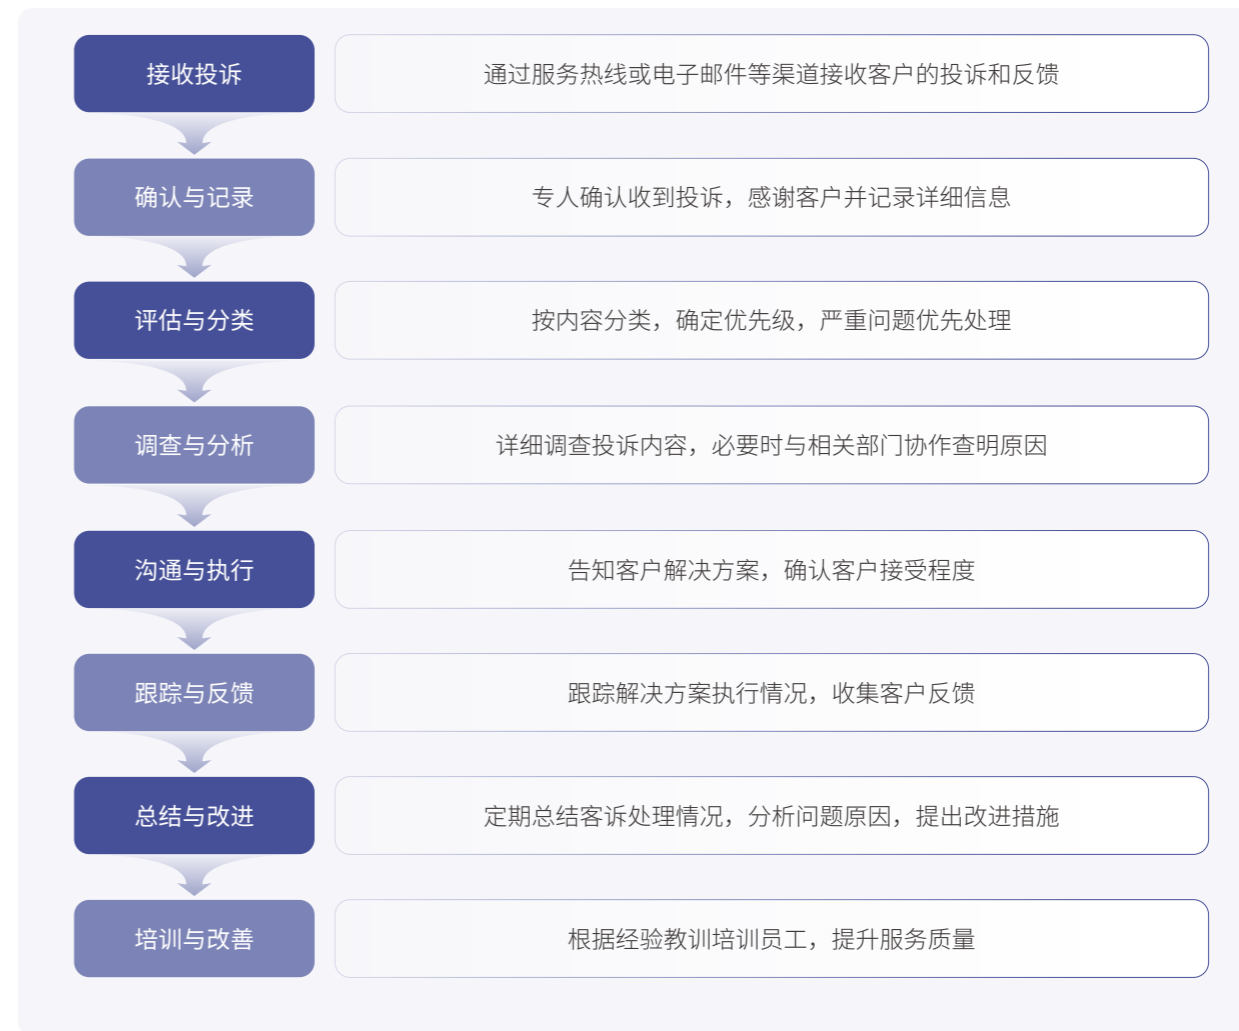 接收投诉
通过服务热线或电子邮件等渠道接收客户的投诉和反馈
确认与记录
专人确认收到投诉，感谢客户并记录详细信息
评估与分类
按内容分类，确定优先级，严重问题优先处理
调查与分析
详细调查投诉内容，必要时与相关部门协作查明原因
沟通与执行
告知客户解决方案，确认客户接受程度
跟踪与反馈
跟踪解决方案执行情况，收集客户反馈
总结与改进
定期总结客诉处理情况，分析问题原因，提出改进措施
培训与改善
根据经验教训培训员工，提升服务质量